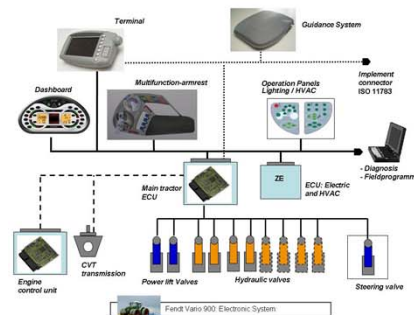 Terminal
Guidance System
Implement
connector
ISO 11783
Dashboard
Multifunction-armrest
Operation Panels
Lighting / HVAC
- Diagnosis
- Fieldprogramm
Main tractor
ECU
ZE
ECU: Electric
and HVAC
Engine
control unit
CVT
transmission
Power lift Valves
Hydraulic valves
Steering valve
Fendt Vario 900: Electronic System